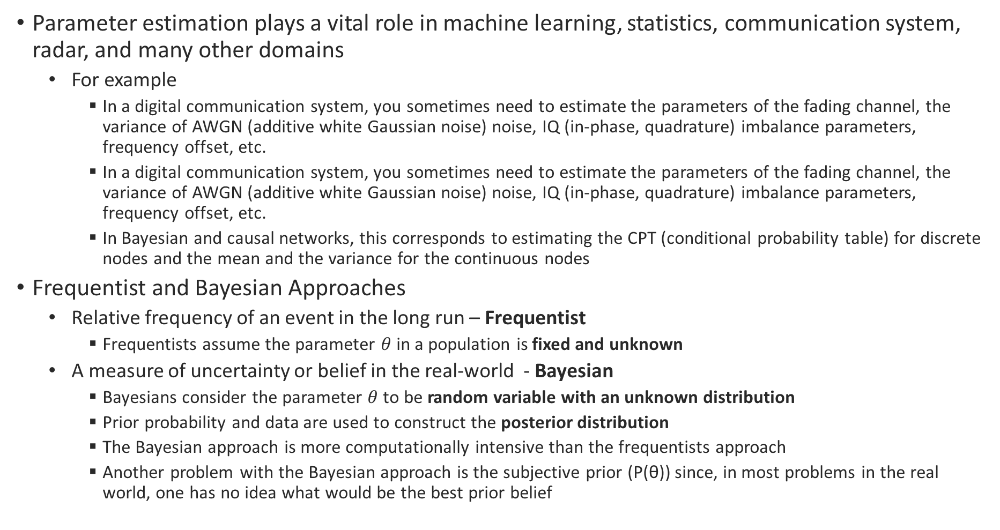 • Parameter estimation plays a vital role in machine learning, statistics, communication system,
radar, and many other domains
• For example
▪ In a digital communication system, you sometimes need to estimate the parameters of the fading channel, the
variance of AWGN (additive white Gaussian noise) noise, IQ (in-phase, quadrature) imbalance parameters,
frequency offset, etc.
▪ In a digital communication system, you sometimes need to estimate the parameters of the fading channel, the
variance of AWGN (additive white Gaussian noise) noise, IQ (in-phase, quadrature) imbalance parameters,
frequency offset, etc.
▪ In Bayesian and causal networks, this corresponds to estimating the CPT (conditional probability table) for discrete
nodes and the mean and the variance for the continuous nodes
• Frequentist and Bayesian Approaches
• Relative frequency of an event in the long run – Frequentist
▪ Frequentists assume the parameter θ in a population is fixed and unknown
• A measure of uncertainty or belief in the real-world - Bayesian
▪ Bayesians consider the parameter θ to be random variable with an unknown distribution
▪ Prior probability and data are used to construct the posterior distribution
▪ The Bayesian approach is more computationally intensive than the frequentists approach
▪ Another problem with the Bayesian approach is the subjective prior (P(θ)) since, in most problems in the real
world, one has no idea what would be the best prior belief